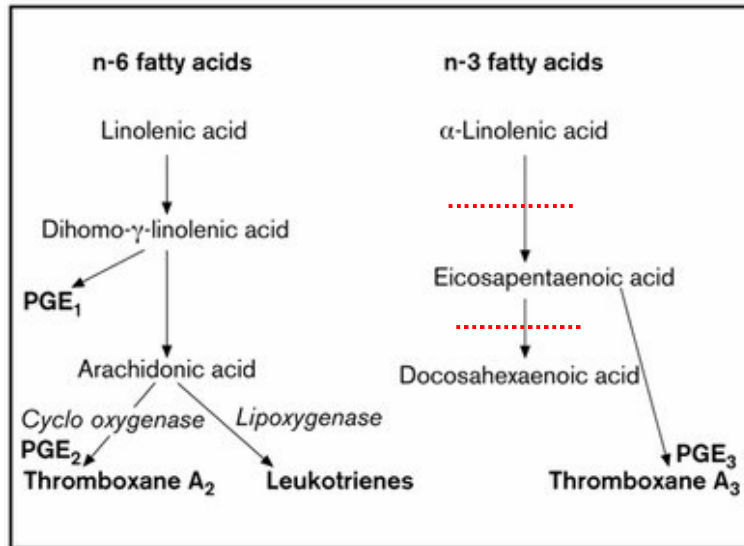 n-6 fatty acids
n-3 fatty acids
Linolenic acid
α-Linolenic acid
Dihomo-γ-linolenic acid
PGE₁
Eicosapentaenoic acid
Arachidonic acid
Docosahexaenoic acid
Cyclo oxygenase
Lipoxygenase
PGE₂
Thromboxane A₂
Leukotrienes
PGE₃
Thromboxane A₃